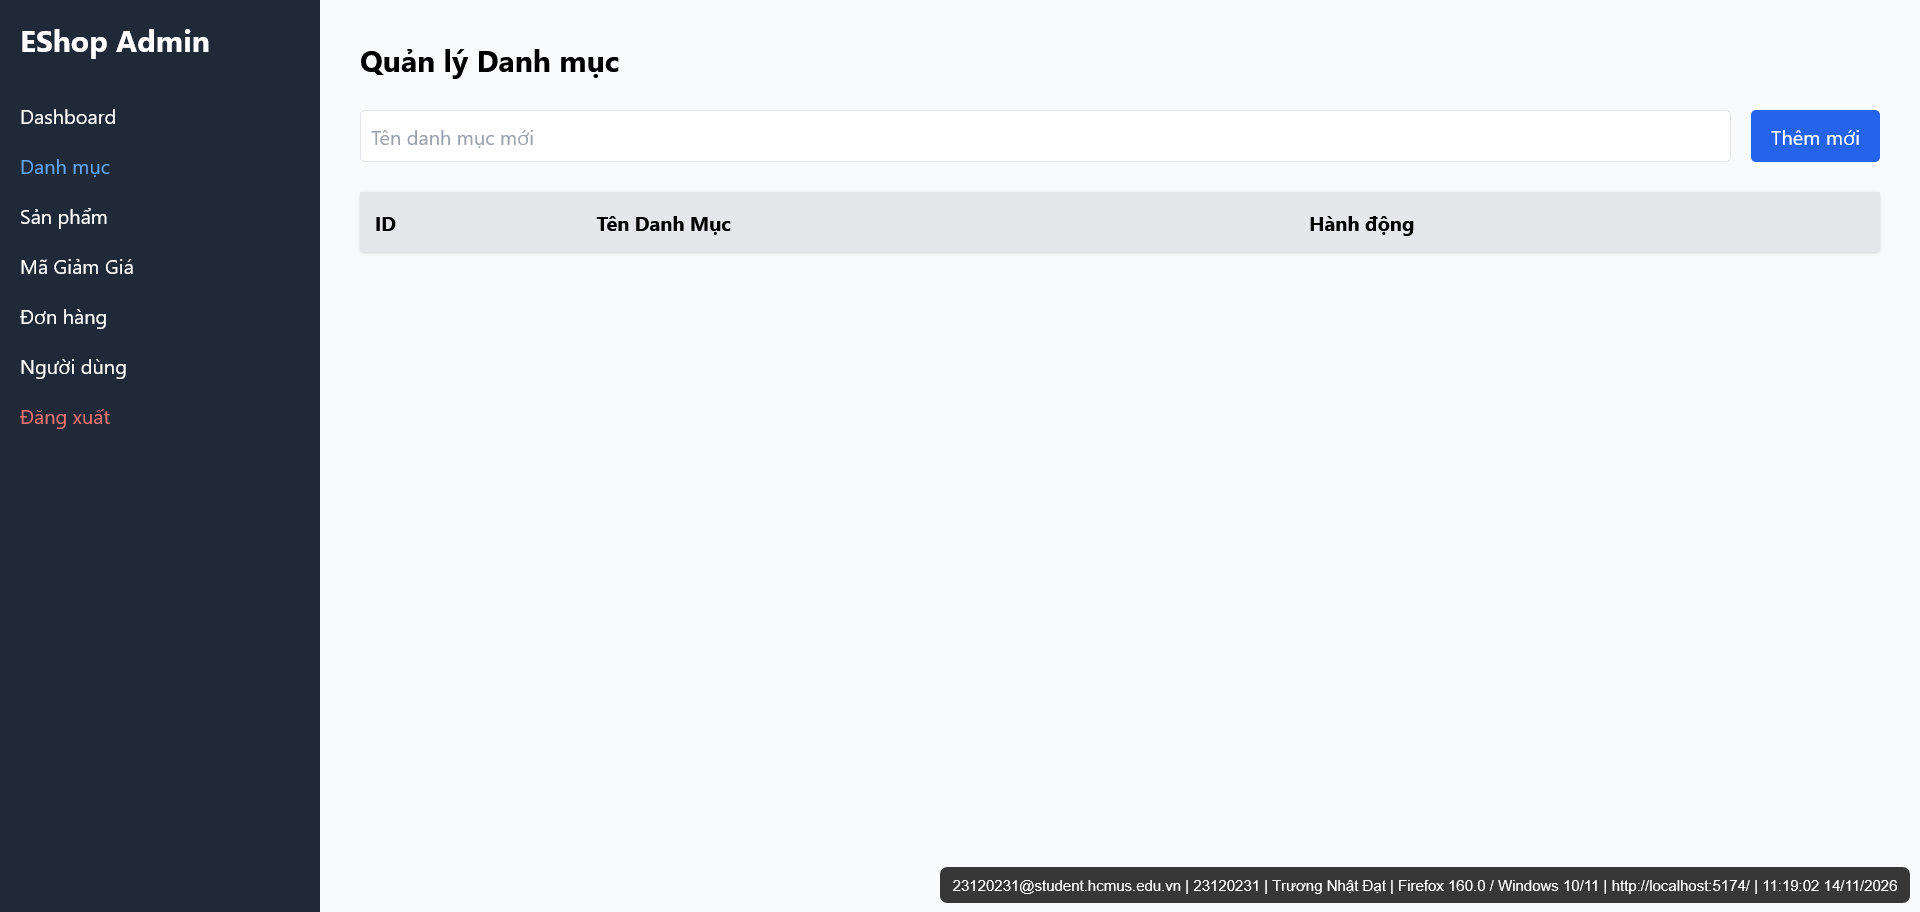 EShop Admin
Dashboard
Danh mục
Sản phẩm
Mã Giảm Giá
Đơn hàng
Người dùng
Đăng xuất
Quản lý Danh mục
Tên danh mục mới
Thêm mới
ID Tên Danh Mục Hành động
23120231@student.hcmus.edu.vn | 23120231 | Trương Nhật Đạt | Firefox 160.0 / Windows 10/11 | http://localhost:5174/ | 11:19:02 14/11/2026